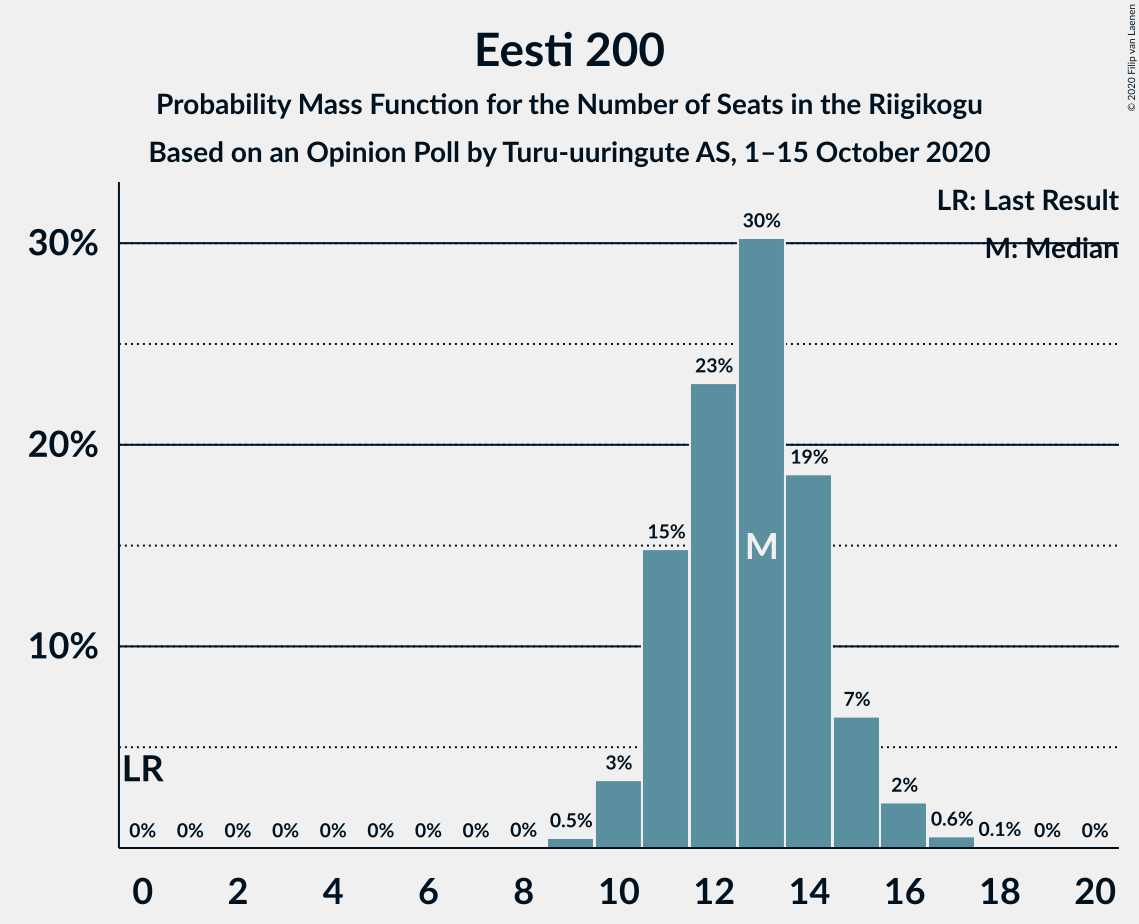 Eesti 200
Probability Mass Function for the Number of Seats in the Riigikogu
Based on an Opinion Poll by Turu-uuringute AS, 1–15 October 2020
© 2020 Filip van Laenen
LR: Last Result
M: Median
30%
20%
10%
30%
23%
19%
15%
M
7%
LR
3%
2%
0% 0% 0% 0% 0% 0% 0% 0% 0% 0.5% 0.6% 0.1% 0% 0%
0 2 4 6 8 10 12 14 16 18 20